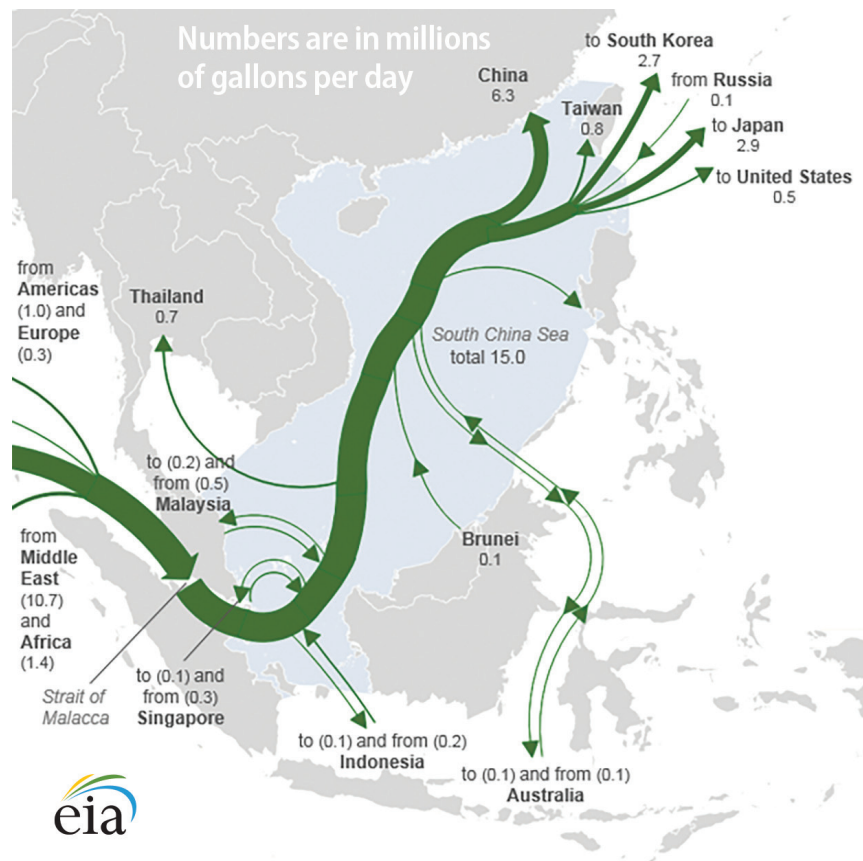 Numbers are in millions
of gallons per day
to South Korea
2.7
from Russia
0.1
China
6.3
Taiwan
0.8
to Japan
2.9
to United States
0.5
from
Americas
(1.0) and
Europe
(0.3)
Thailand
0.7
South China Sea
total 15.0
to (0.2) and
from (0.5)
Malaysia
from
Middle
East
(10.7)
and
Africa
(1.4)
Brunei
0.1
Strait of
Malacca
to (0.1) and
from (0.3)
Singapore
to (0.1) and from (0.2)
Indonesia
to (0.1) and from (0.1)
Australia
eia